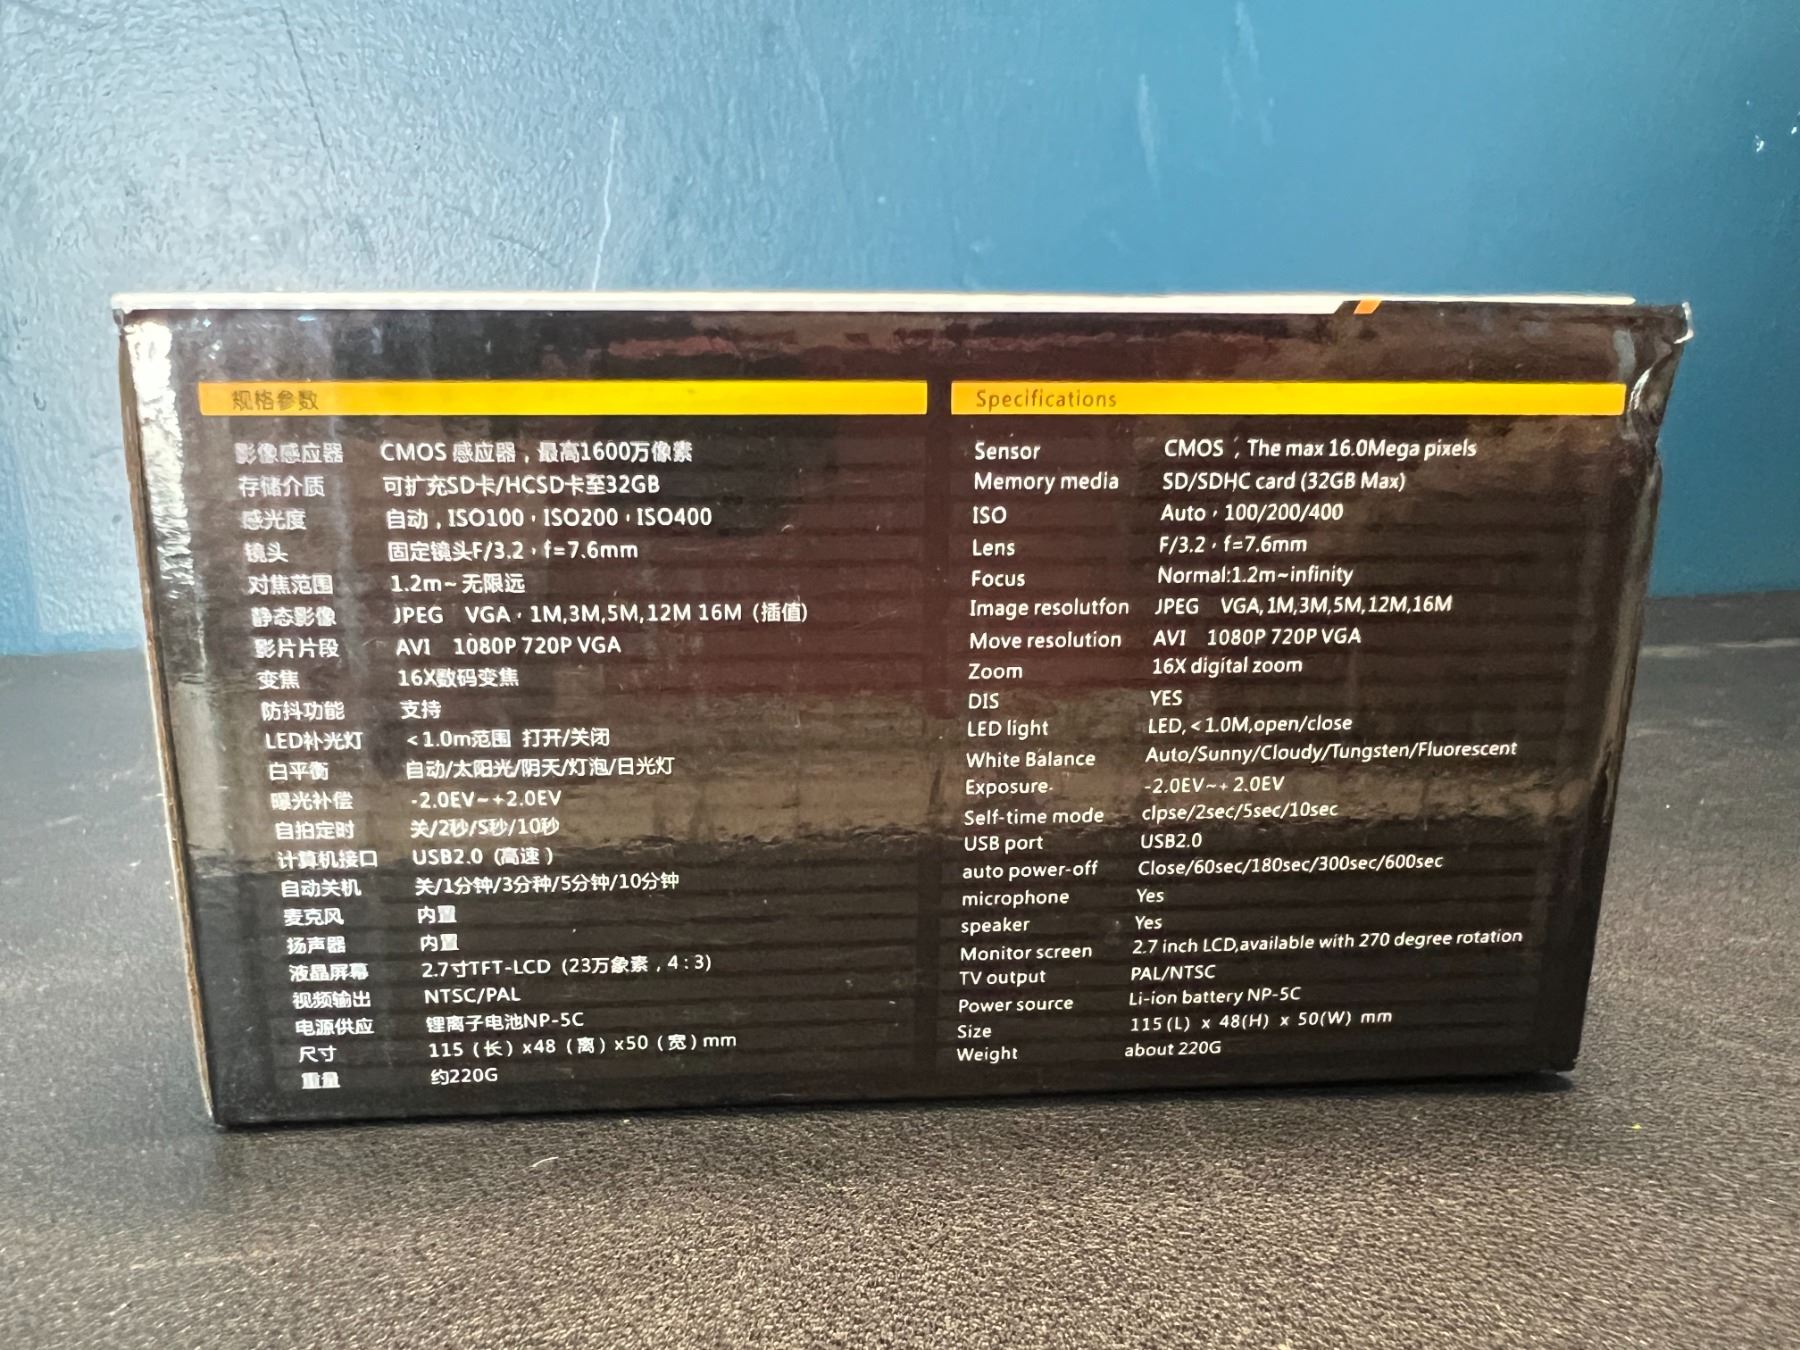 规格参数
影像感应器 CMOS 感应器，最高1600万像素
存储介质 可扩充SD卡/HCSD卡至32GB
感光度 自动，ISO100，ISO200，ISO400
镜头 固定镜头F/3.2，f=7.6mm
对焦范围 1.2m~无限远
静态影像 JPEG VGA，1M,3M,5M,12M 16M（插值）
影片片段 AVI 1080P 720P VGA
变焦 16X数码变焦
防抖功能 支持
LED补光灯 <1.0m范围 打开/关闭
白平衡 自动/太阳光/阴天/灯泡/日光灯
曝光补偿 -2.0EV~+2.0EV
自拍定时 关/2秒/5秒/10秒
计算机接口 USB2.0（高速）
自动关机 关/1分钟/3分种/5分钟/10分钟
麦克风 内置
扬声器 内置
液晶屏幕 2.7寸TFT-LCD（23万象素，4：3）
视频输出 NTSC/PAL
电源供应 锂离子电池NP-5C
尺寸 115（长）x48（离）x50（宽）mm
重量 约220G
Specifications
Sensor CMOS，The max 16.0Mega pixels
Memory media SD/SDHC card (32GB Max)
ISO Auto，100/200/400
Lens F/3.2，f=7.6mm
Focus Normal:1.2m~infinity
Image resolutfon JPEG VGA,1M,3M,5M,12M,16M
Move resolution AVI 1080P 720P VGA
Zoom 16X digital zoom
DIS YES
LED light LED,<1.0M,open/close
White Balance Auto/Sunny/Cloudy/Tungsten/Fluorescent
Exposure -2.0EV~+2.0EV
Self-time mode clpse/2sec/5sec/10sec
USB port USB2.0
auto power-off Close/60sec/180sec/300sec/600sec
microphone Yes
speaker Yes
Monitor screen 2.7 inch LCD,available with 270 degree rotation
TV output PAL/NTSC
Power source Li-ion battery NP-5C
Size 115(L) x 48(H) x 50(W) mm
Weight about 220G